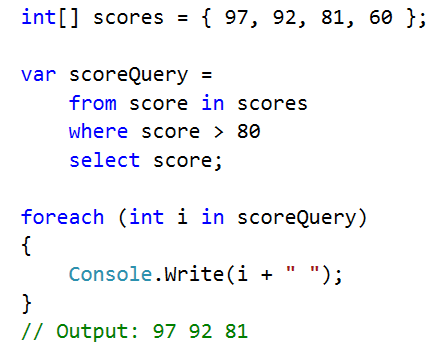 int[] scores = { 97, 92, 81, 60 };
var scoreQuery =
from score in scores
where score > 80
select score;
foreach (int i in scoreQuery)
{
Console.Write(i + " ");
}
// Output: 97 92 81